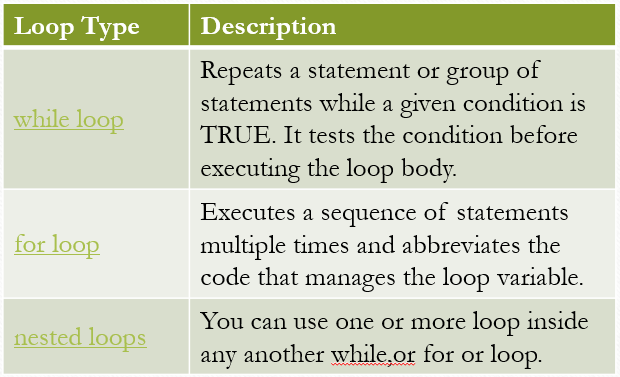 Loop Type Description
while loop
Repeats a statement or group of
statements while a given condition is
TRUE. It tests the condition before
executing the loop body.
for loop
Executes a sequence of statements
multiple times and abbreviates the
code that manages the loop variable.
nested loops
You can use one or more loop inside
any another while,or for or loop.